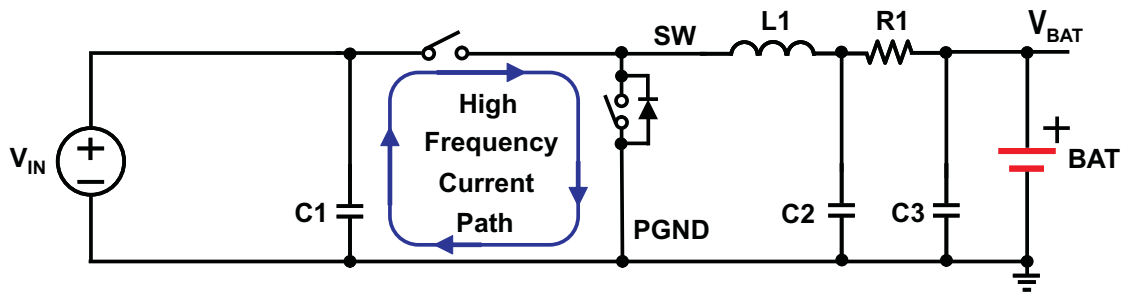 SW
L1
R1
V_BAT
High
Frequency
Current
Path
V_IN
+
−
C1
PGND
C2
C3
+
BAT